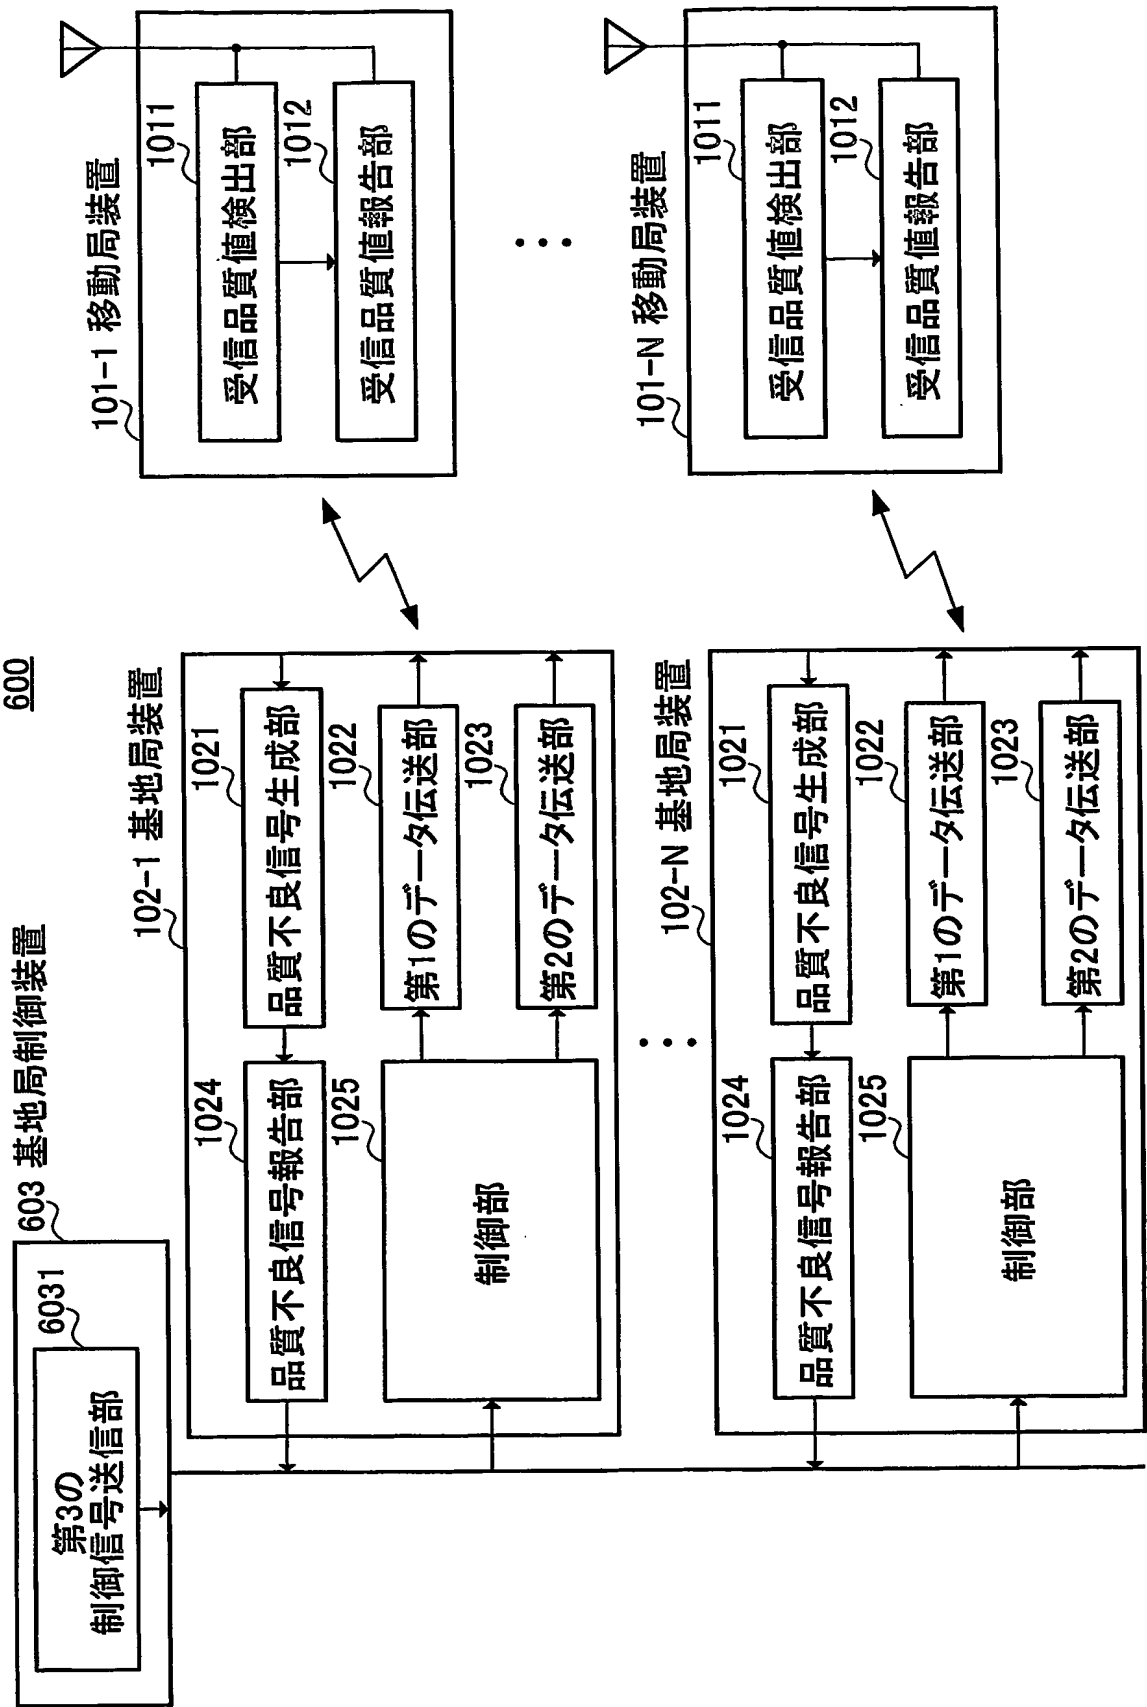 600
603 基地局制御装置
6031
第3の
制御信号送信部
102-1 基地局装置
1024
品質不良信号報告部
1021
品質不良信号生成部
1025
制御部
1022
第1のデータ伝送部
1023
第2のデータ伝送部
102-N 基地局装置
1024
品質不良信号報告部
1021
品質不良信号生成部
1025
制御部
1022
第1のデータ伝送部
1023
第2のデータ伝送部
101-1 移動局装置
1011
受信品質値検出部
1012
受信品質値報告部
101-N 移動局装置
1011
受信品質値検出部
1012
受信品質値報告部